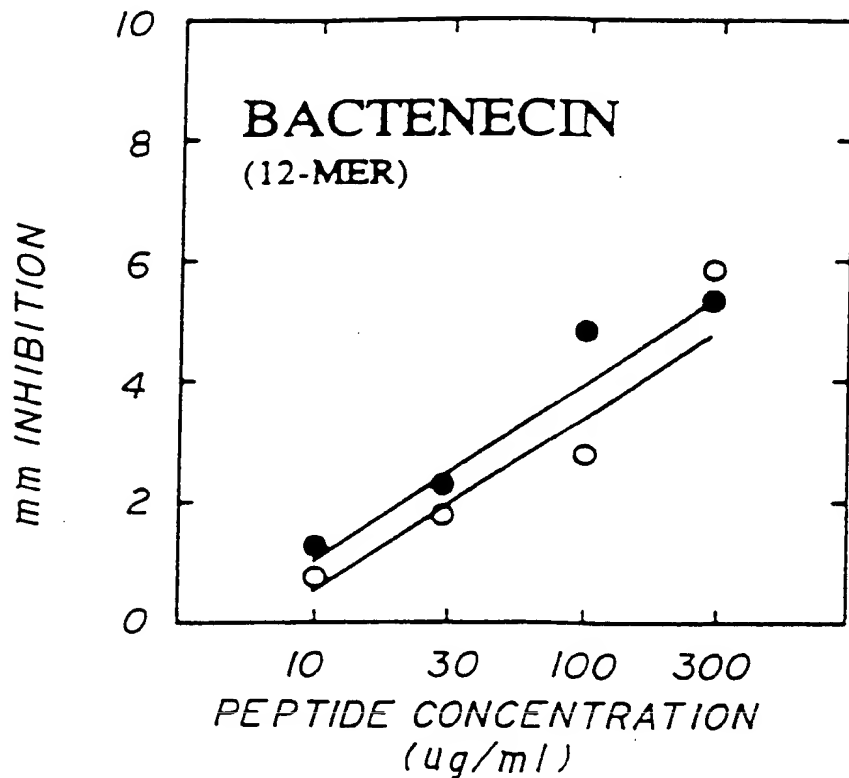 10
BACTENECIN
8
(12-MER)
6
4
2
0
mm INHIBITION
10 30 100 300
PEPTIDE CONCENTRATION
(ug/ml)